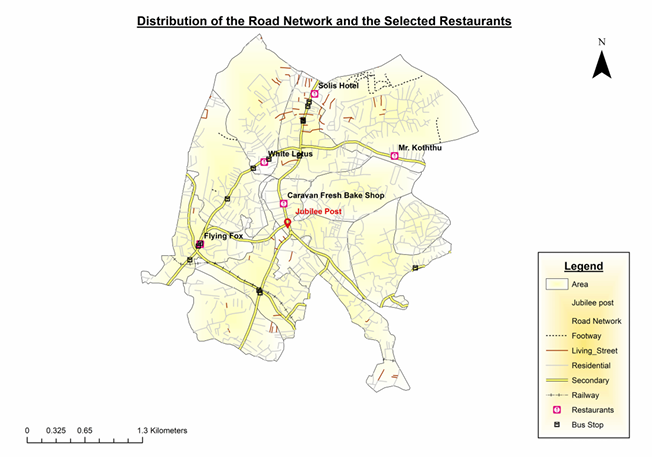 Distribution of the Road Network and the Selected Restaurants
N
Solis Hotel
Mr. Koththu
White Lotus
Caravan Fresh Bake Shop
Jubilee Post
Flying Fox
Legend
Area
Jubilee post
Road Network
Footway
Living_Street
Residential
Secondary
Railway
Restaurants
Bus Stop
0 0.325 0.65 1.3 Kilometers